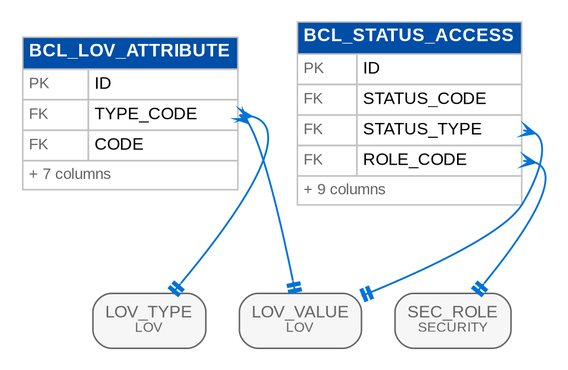 BCL_LOV_ATTRIBUTE
PK ID
FK TYPE_CODE
FK CODE
+ 7 columns
BCL_STATUS_ACCESS
PK ID
FK STATUS_CODE
FK STATUS_TYPE
FK ROLE_CODE
+ 9 columns
LOV_TYPE
LOV
LOV_VALUE
LOV
SEC_ROLE
SECURITY